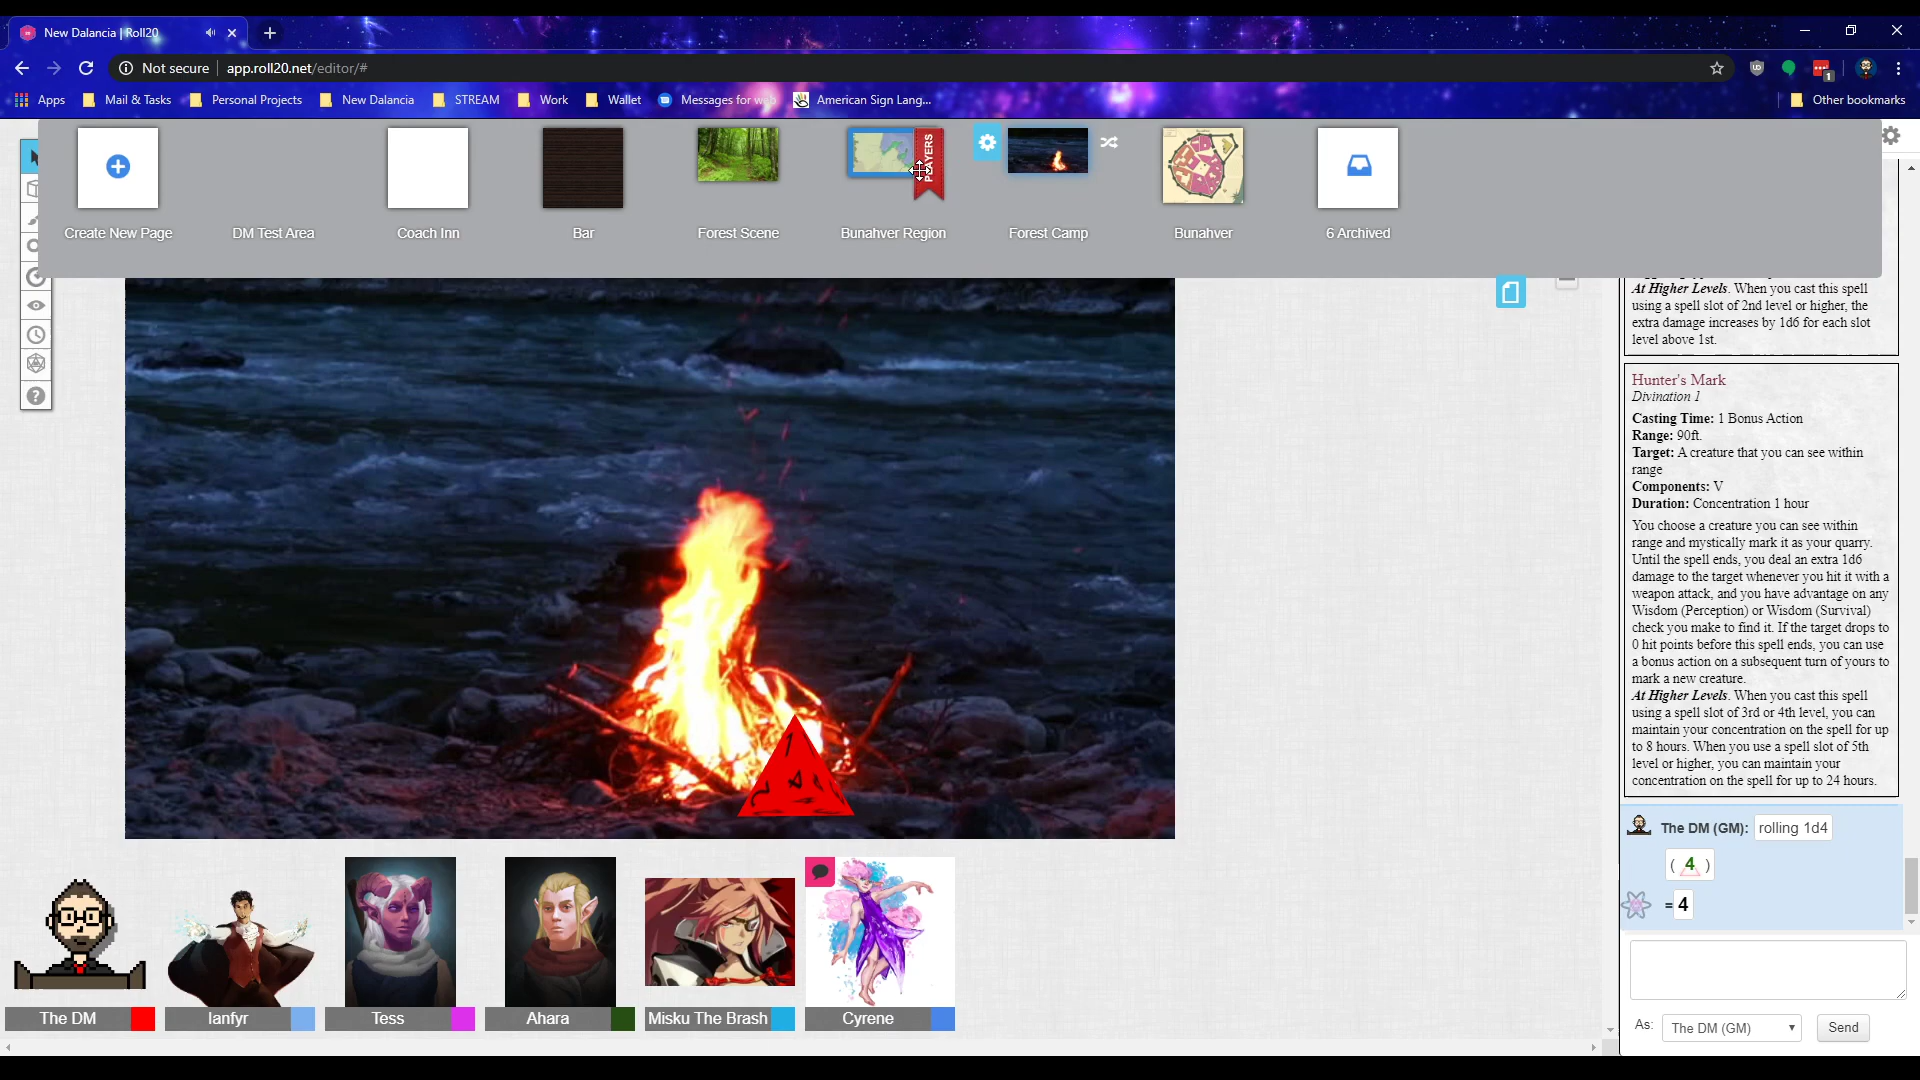 New Dalancia | Roll20
Not secure
app.roll20.net/editor/#
Apps
Mail & Tasks
Personal Projects
New Dalancia
STREAM
Work
Wallet
Messages for web
American Sign Lang...
Other bookmarks
1
PLAYERS
Create New Page
DM Test Area
Coach Inn
Bar
Forest Scene
Bunahver Region
Forest Camp
Bunahver
6 Archived
At Higher Levels. When you cast this spell
using a spell slot of 2nd level or higher, the
extra damage increases by 1d6 for each slot
level above 1st.
Hunter's Mark
Divination 1
Casting Time: 1 Bonus Action
Range: 90ft.
Target: A creature that you can see within
range
Components: V
Duration: Concentration 1 hour
You choose a creature you can see within
range and mystically mark it as your quarry.
Until the spell ends, you deal an extra 1d6
damage to the target whenever you hit it with a
weapon attack, and you have advantage on any
Wisdom (Perception) or Wisdom (Survival)
check you make to find it. If the target drops to
0 hit points before this spell ends, you can use
a bonus action on a subsequent turn of yours to
mark a new creature.
At Higher Levels. When you cast this spell
using a spell slot of 3rd or 4th level, you can
maintain your concentration on the spell for up
to 8 hours. When you use a spell slot of 5th
level or higher, you can maintain your
concentration on the spell for up to 24 hours.
The DM (GM): rolling 1d4
( 4 )
=4
1
4
2
The DM
Ianfyr
Tess
Ahara
Misku The Brash
Cyrene
As:
The DM (GM)
Send